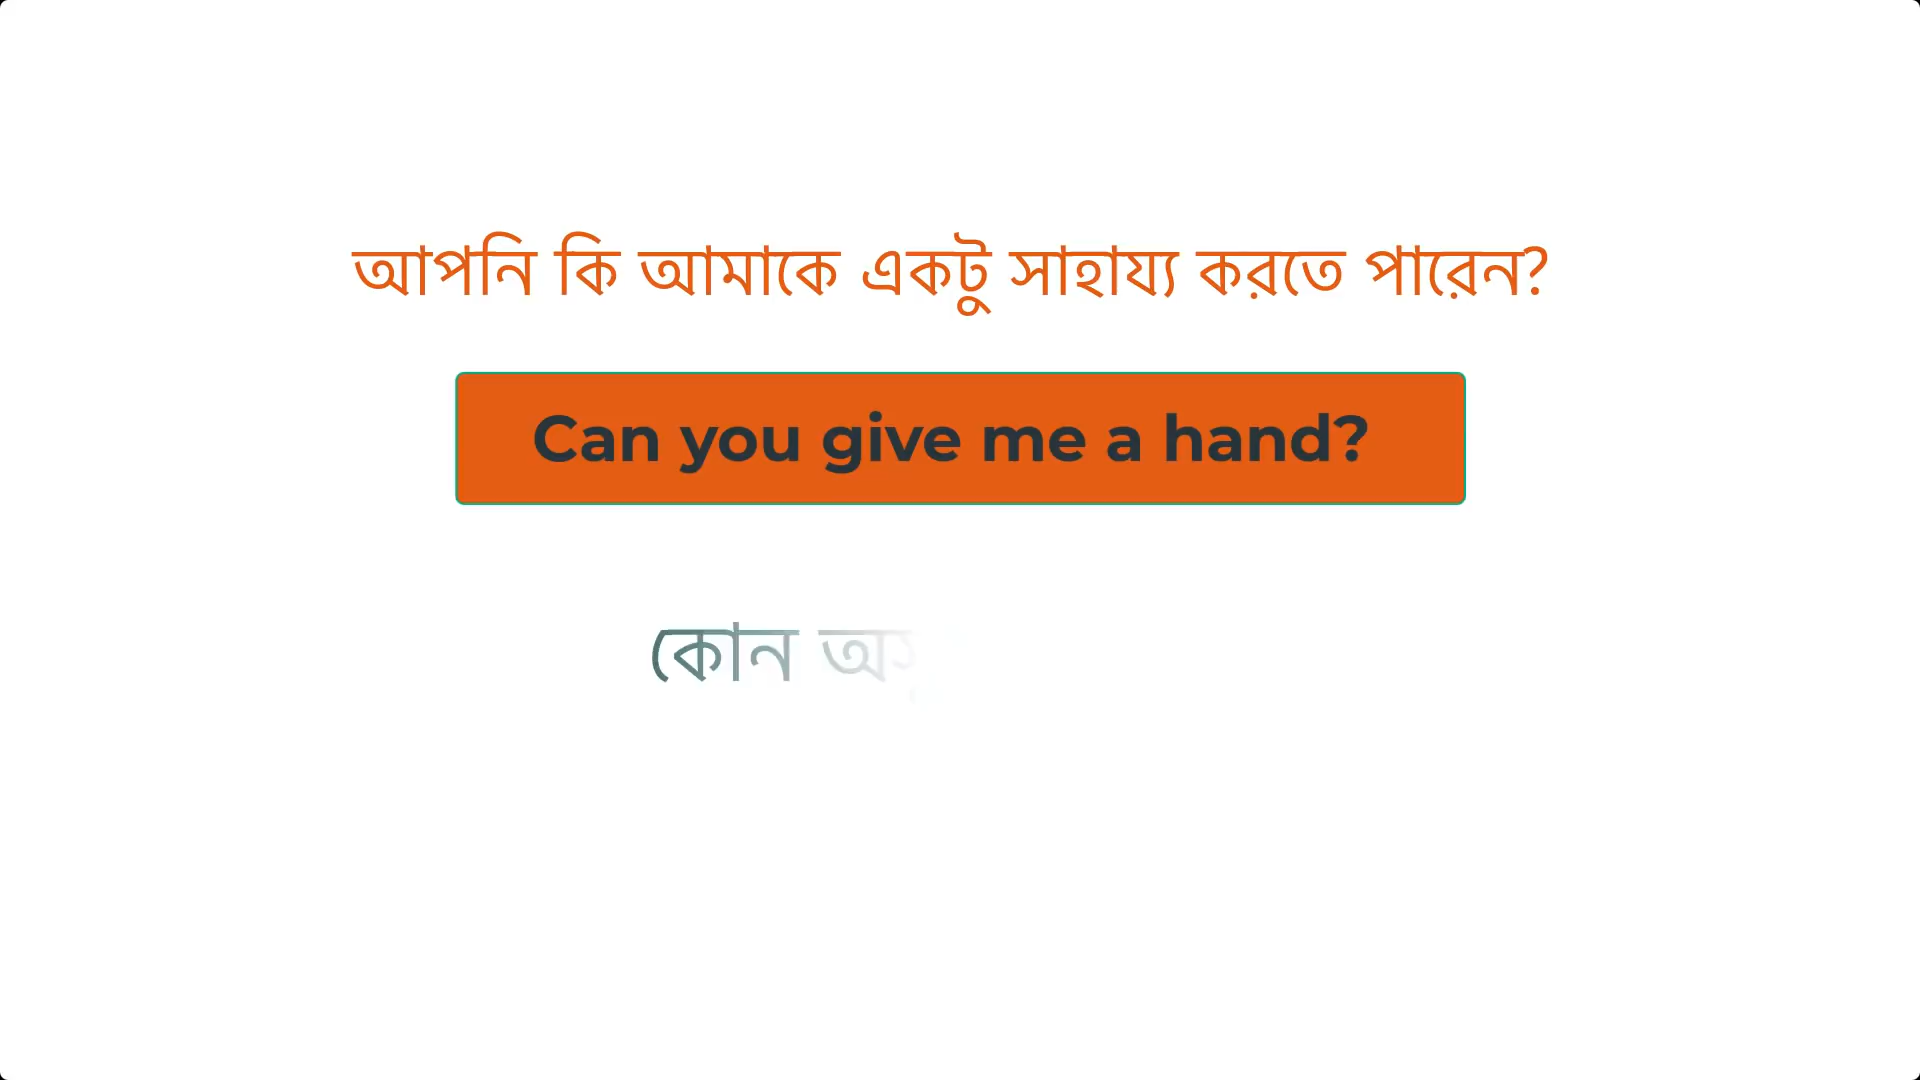 আপনি কি আমাকে একটু সাহায্য করতে পারেন?
Can you give me a hand?
কোন